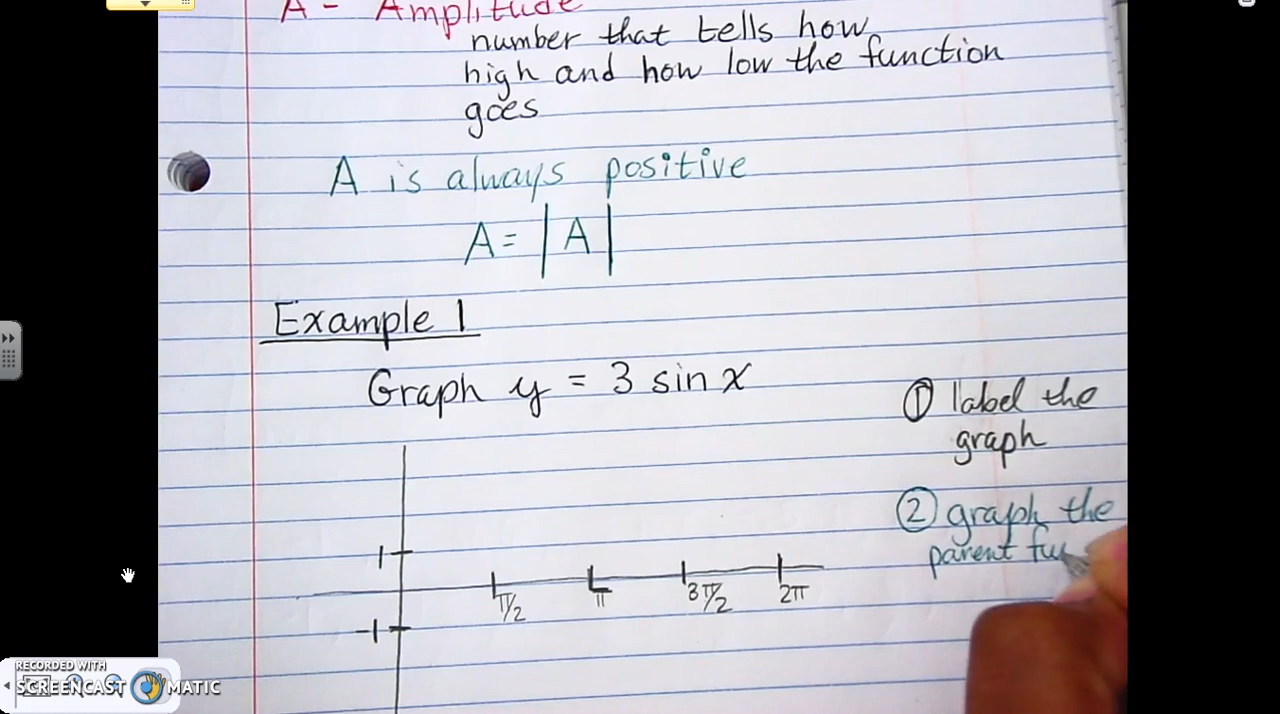 A - Amplitude
number that tells how
high and how low the function
goes
A is always positive
A = |A|
Example 1
Graph y = 3 sin x
① label the
graph
② graph the
parent fu
1
π/2
π
3π/2
2π
-1
RECORDED WITH
SCREENCAST MATIC